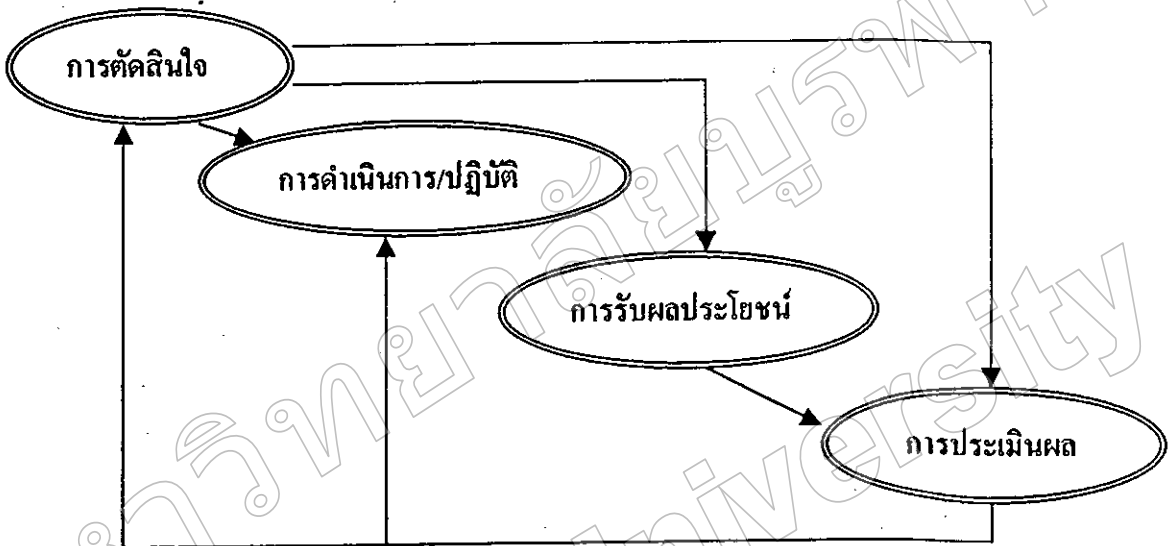 การตัดสินใจ
การดำเนินการ/ปฏิบัติ
การรับผลประโยชน์
การประเมินผล
University